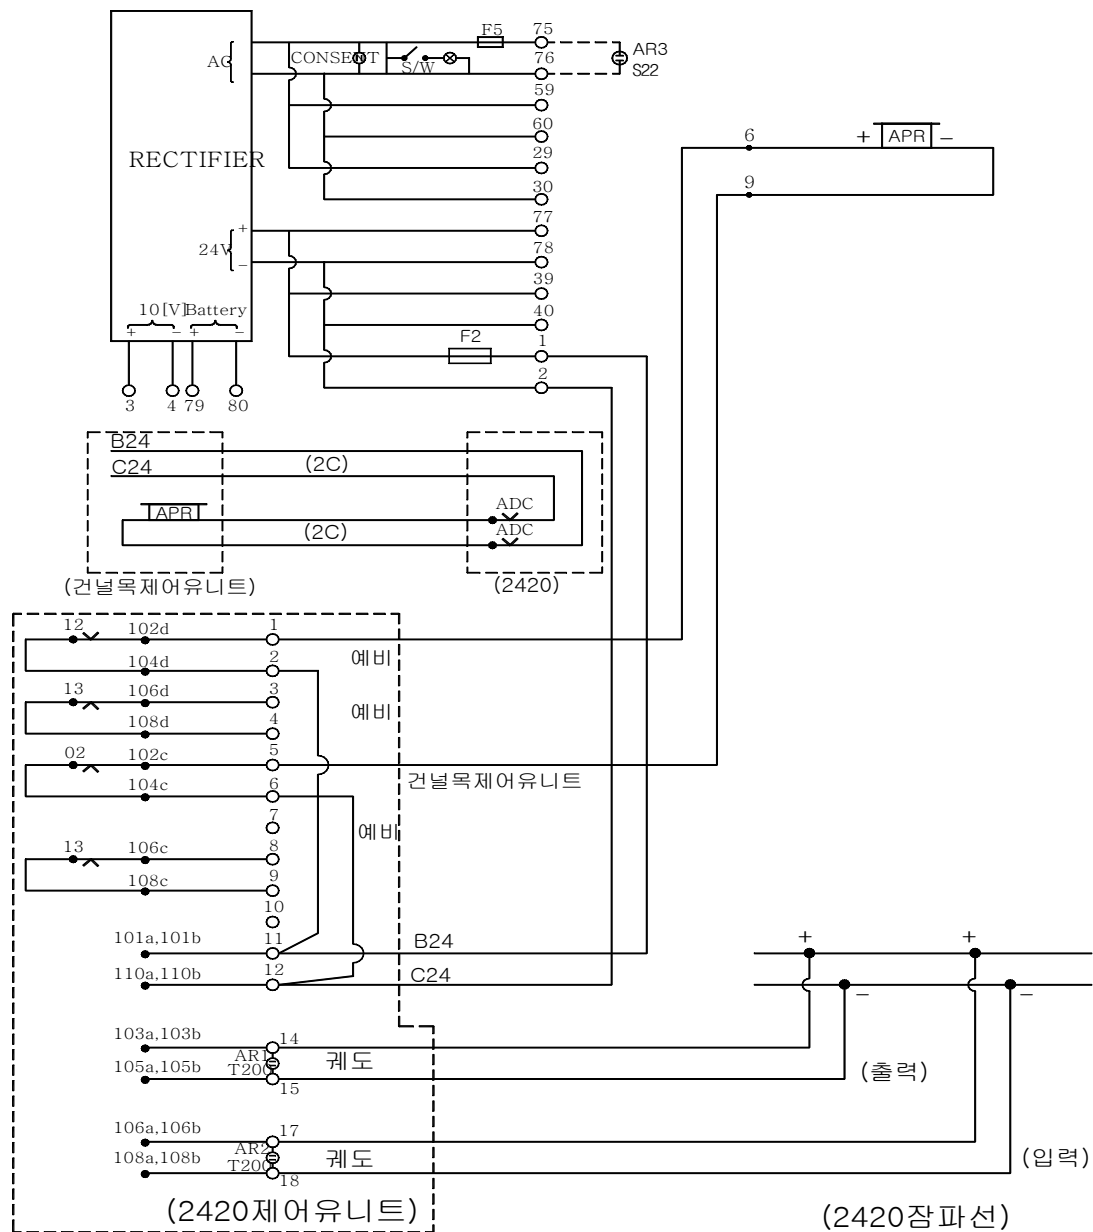 F5 75
AC CONSENT S/W 76 AR3
S22
59
60
RECTIFIER
29
30
77
+
24V 78
−
39
40
10[V] Battery
+ − + −
F2 1
2
3 4 79 80
6 + APR −
9
B24
C24 (2C)
ADC
APR
(2C) ADC
(건널목제어유니트) (2420)
12 102d 1
104d 2 예비
13 106d 3 예비
108d 4
02 102c 5
104c 6 건널목제어유니트
7 예비
13 106c 8
108c 9
10
101a,101b 11 B24
110a,110b 12 C24
+ +
− −
103a,103b 14
AR1 궤도
105a,105b T200 15 (출력)
106a,106b 17
AR2 궤도
108a,108b T200 18 (입력)
(2420제어유니트) (2420잠파선)